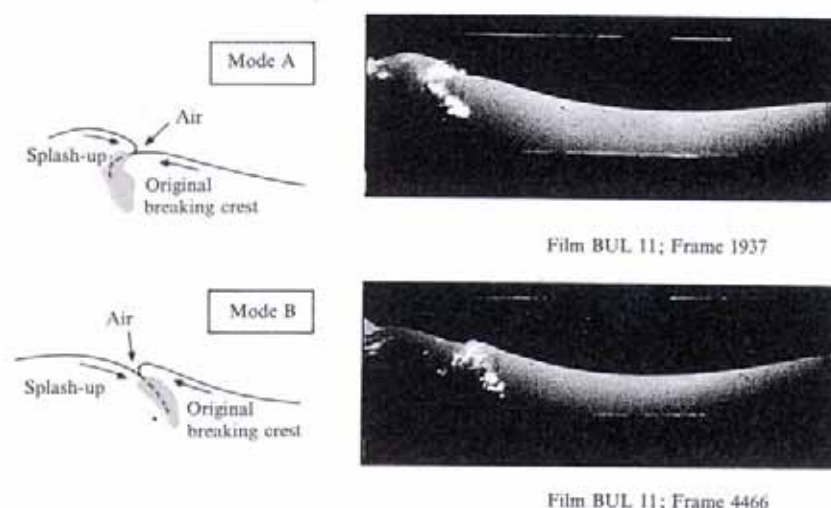 Mode A
Air
Splash-up
Original
breaking crest
Film BUL 11; Frame 1937
Mode B
Air
Splash-up
Original
breaking crest
Film BUL 11; Frame 4466